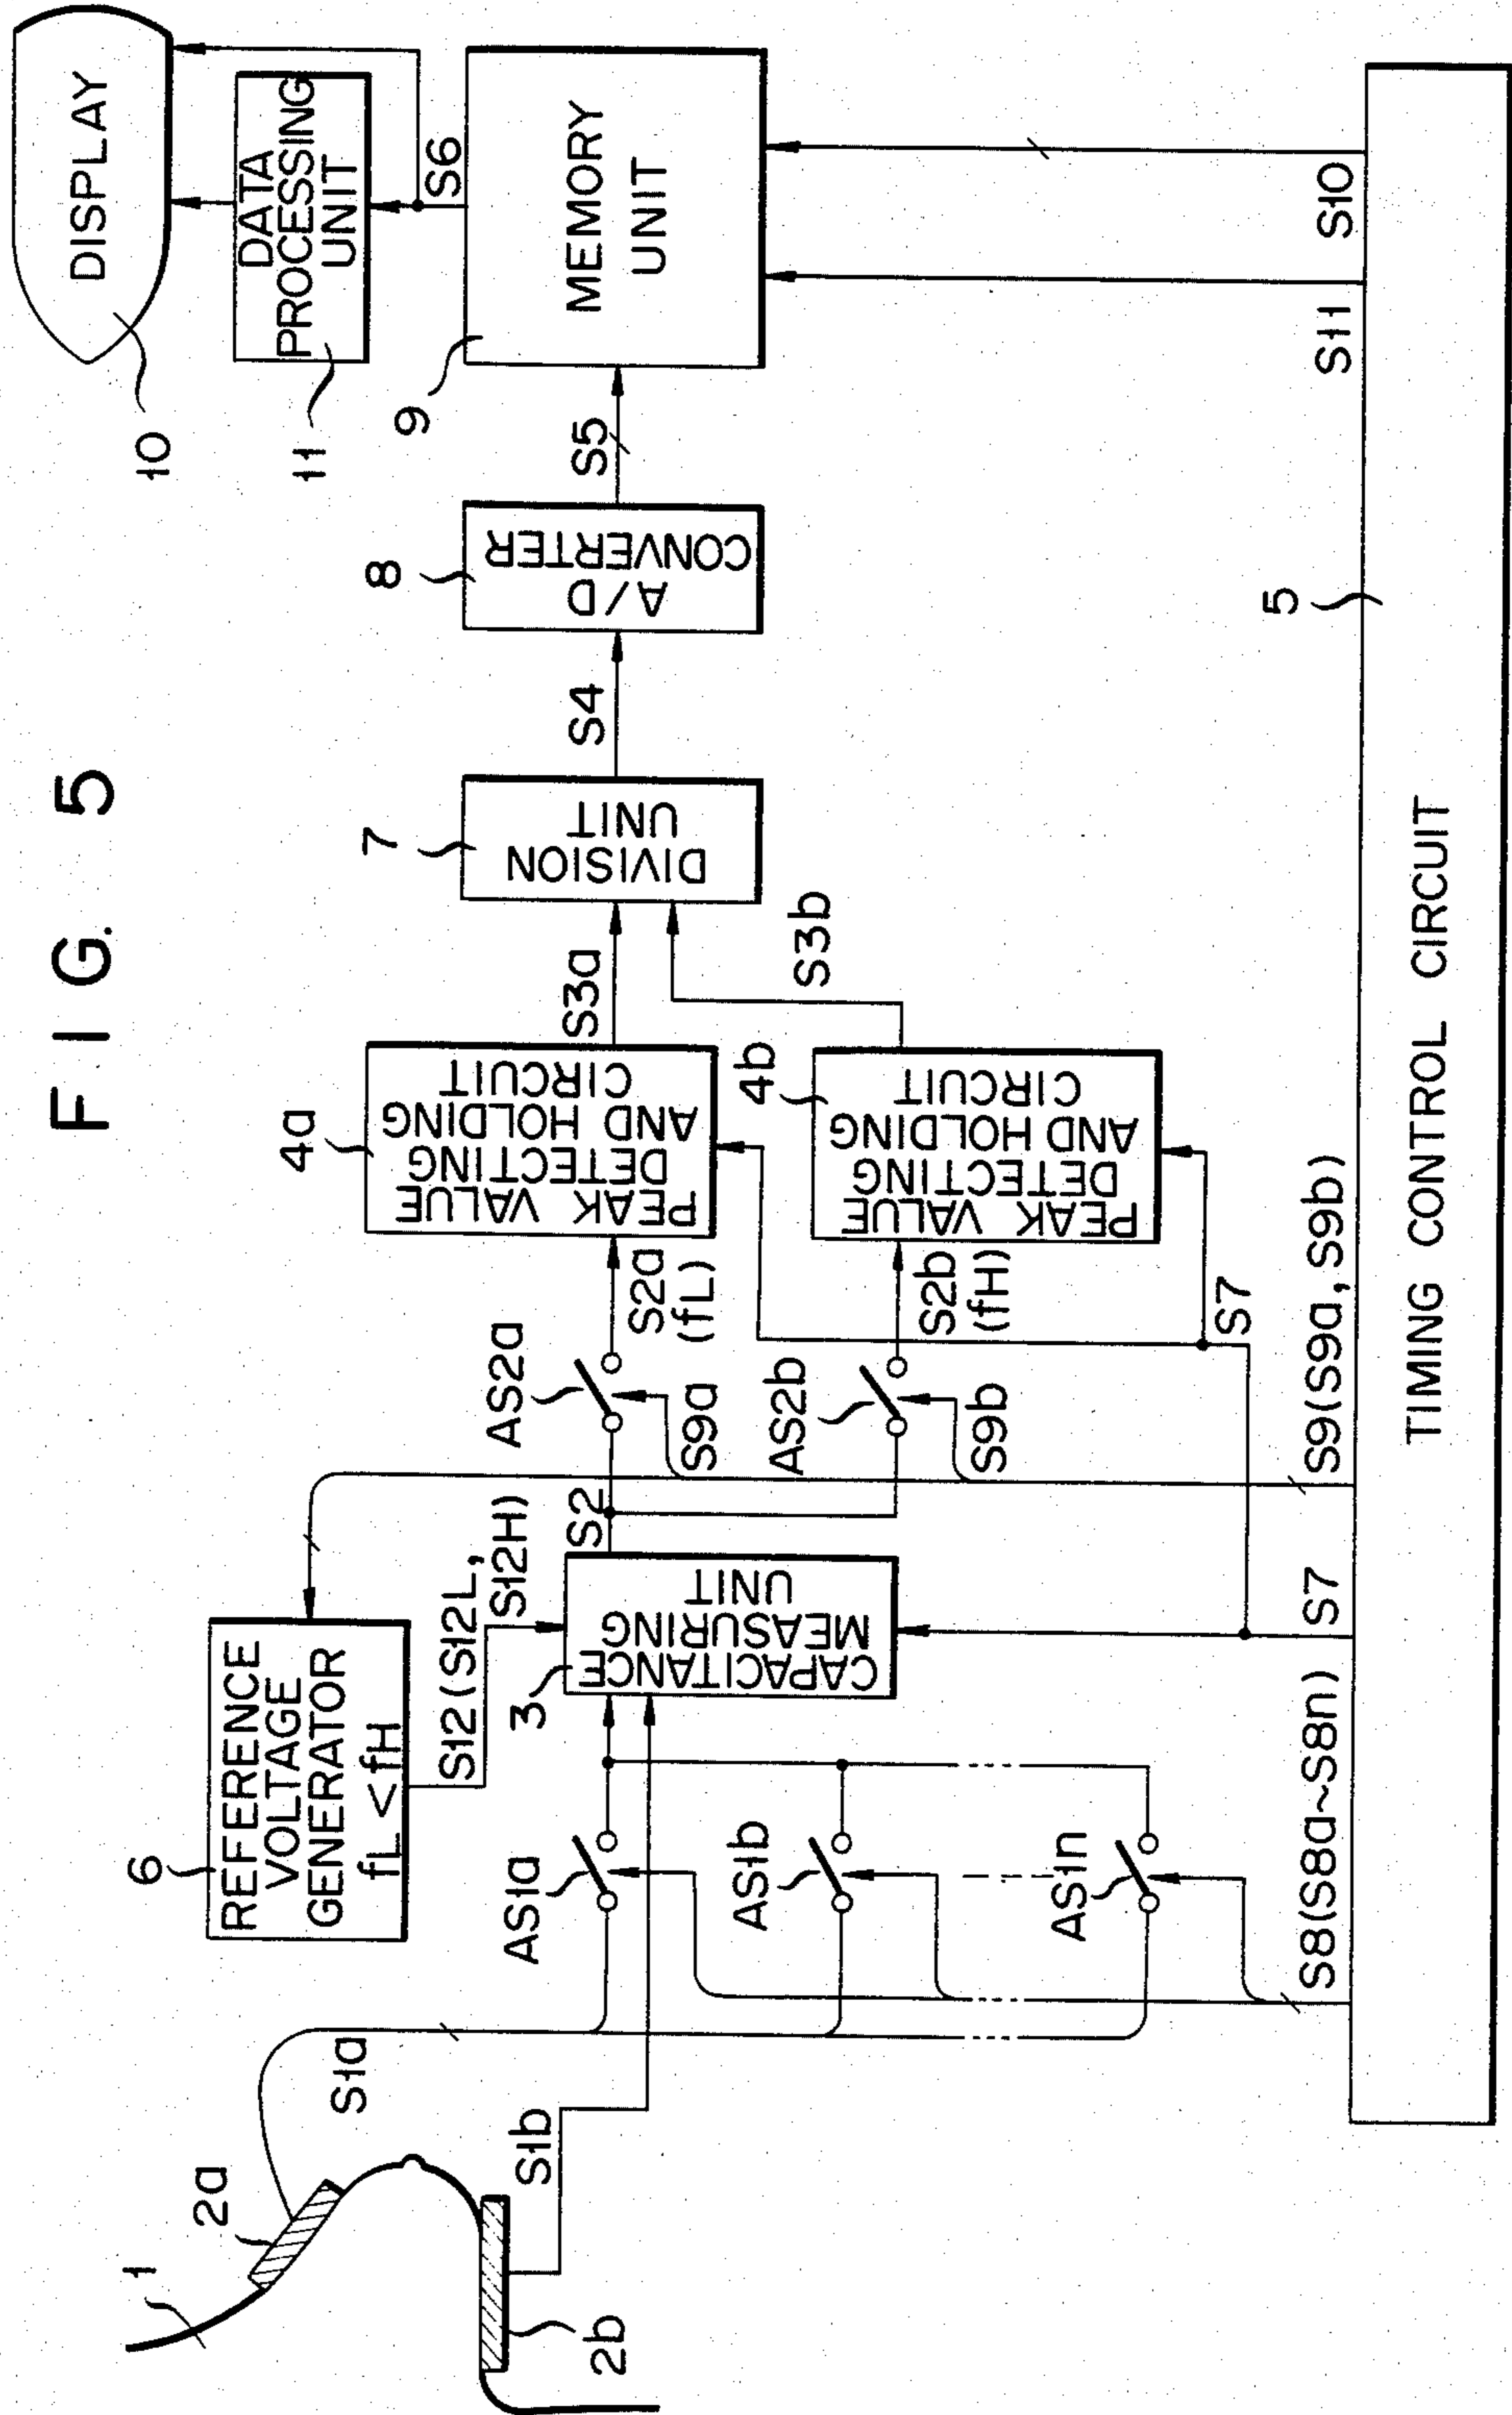 FIG. 5
1
2a
2b
S1a
S1b
6
REFERENCE
VOLTAGE
GENERATOR
fL < fH
S12 (S12L,
S12H)
AS1a
AS1b
AS1n
S8(S8a~S8n)
3
CAPACITANCE
MEASURING
UNIT
S2
S7
AS2a
S9a
AS2b
S9b
S9(S9a, S9b)
S2a
(fL)
S2b
(fH)
S7
4a
PEAK VALUE
DETECTING
AND HOLDING
CIRCUIT
4b
PEAK VALUE
DETECTING
AND HOLDING
CIRCUIT
S3a
S3b
7
DIVISION
UNIT
S4
8
A/D
CONVERTER
S5
9
MEMORY
UNIT
S6
11
DATA
PROCESSING
UNIT
10
DISPLAY
S11
S10
5
TIMING CONTROL CIRCUIT